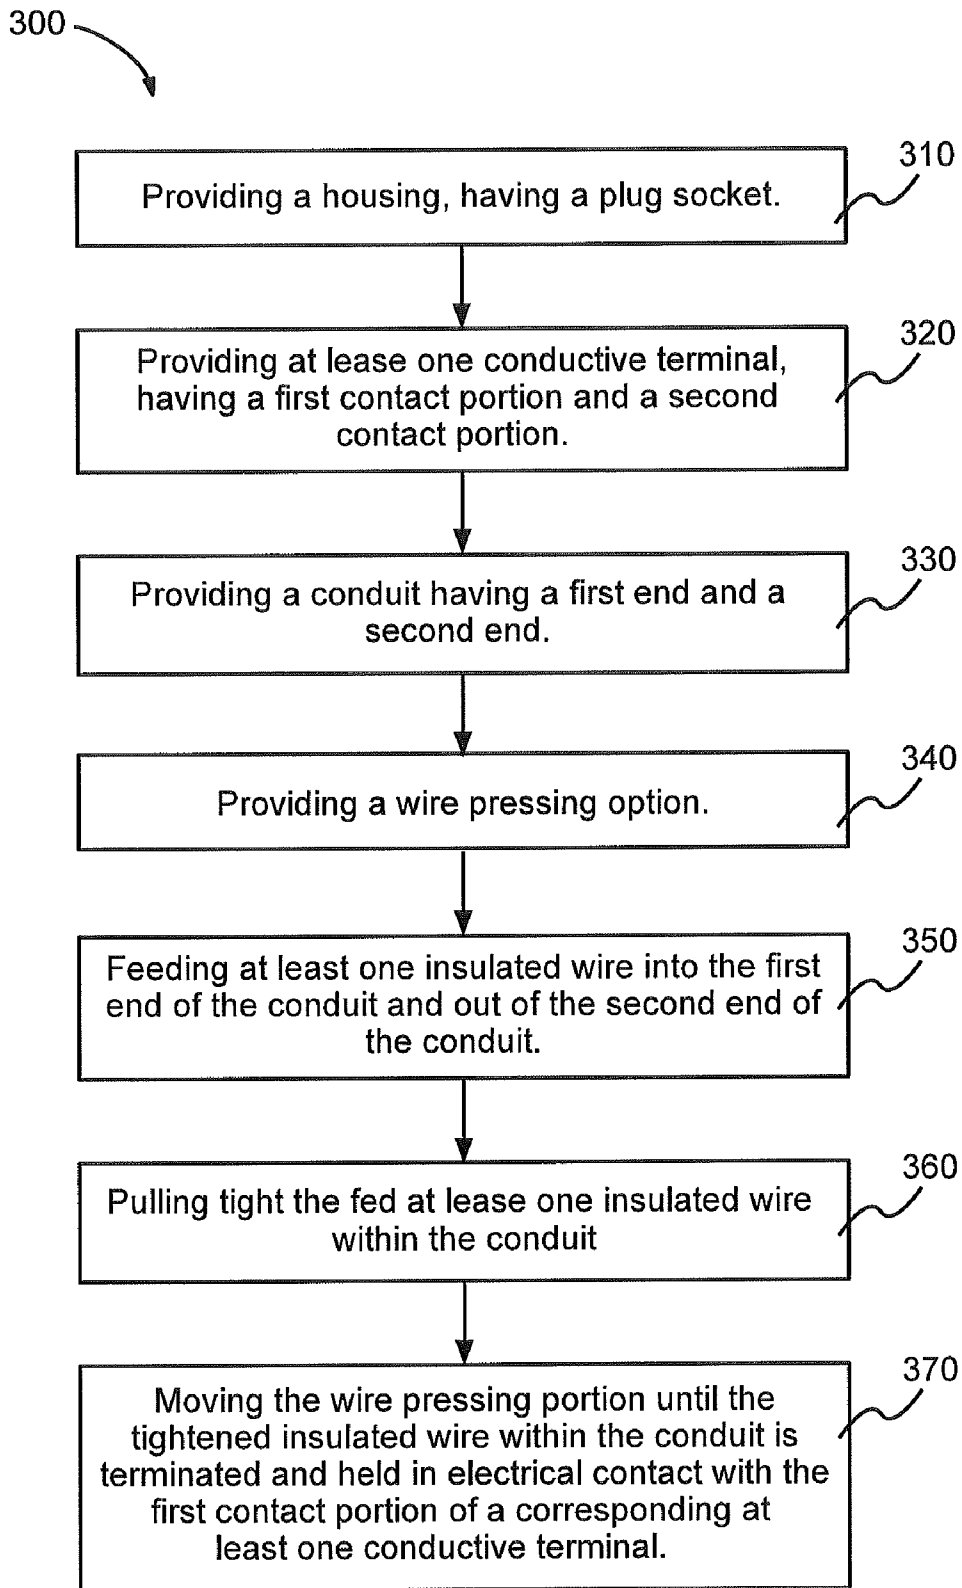 300
310
Providing a housing, having a plug socket.
320
Providing at lease one conductive terminal,
having a first contact portion and a second
contact portion.
330
Providing a conduit having a first end and a
second end.
340
Providing a wire pressing option.
350
Feeding at least one insulated wire into the first
end of the conduit and out of the second end of
the conduit.
360
Pulling tight the fed at lease one insulated wire
within the conduit
370
Moving the wire pressing portion until the
tightened insulated wire within the conduit is
terminated and held in electrical contact with the
first contact portion of a corresponding at
least one conductive terminal.